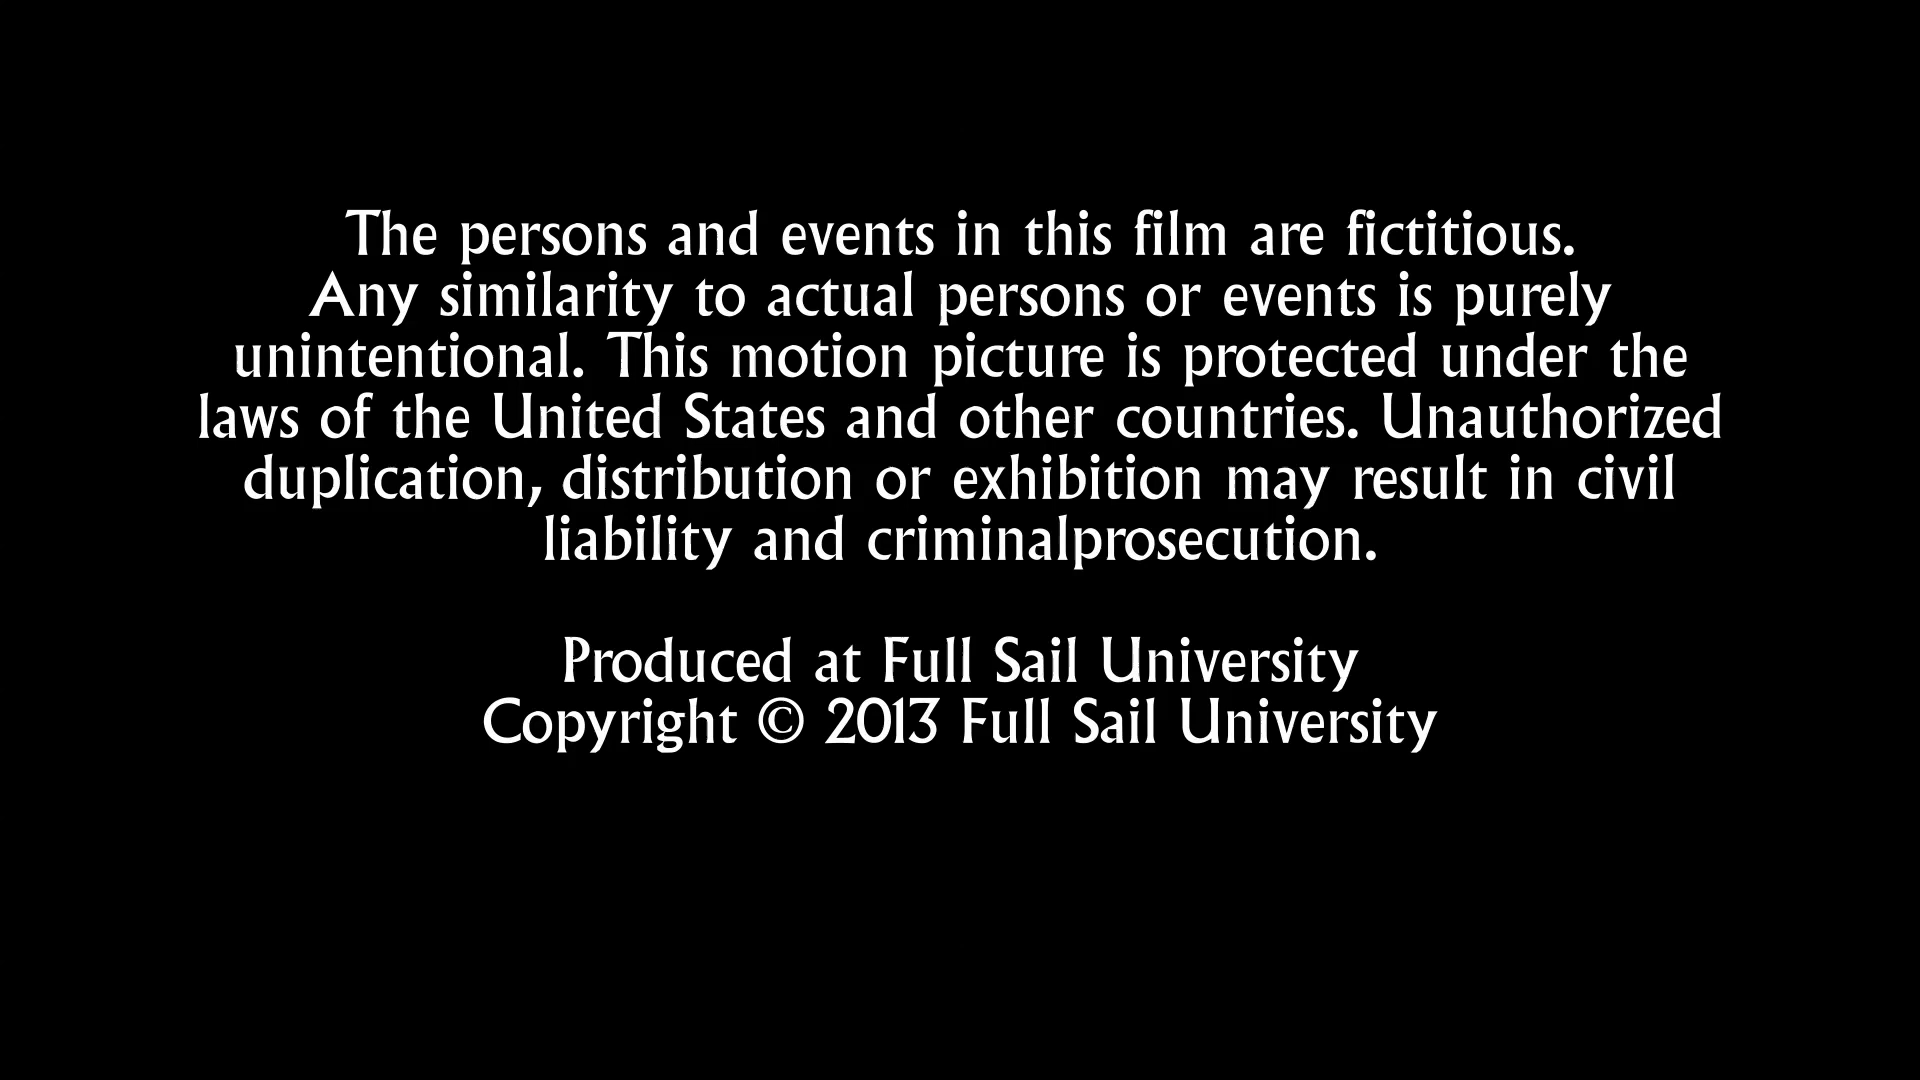 The persons and events in this film are fictitious.
Any similarity to actual persons or events is purely
unintentional. This motion picture is protected under the
laws of the United States and other countries. Unauthorized
duplication, distribution or exhibition may result in civil
liability and criminalprosecution.
Produced at Full Sail University
Copyright © 2013 Full Sail University